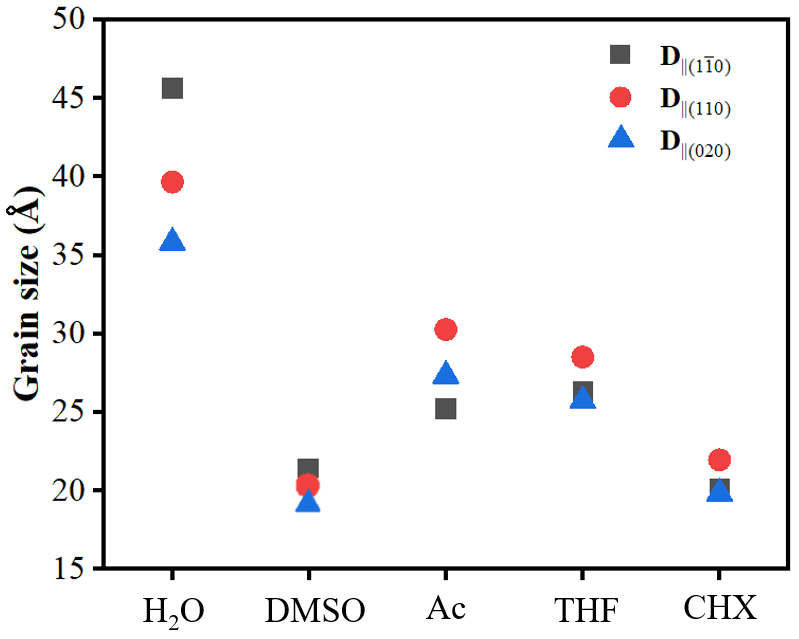 50
45
40
35
30
25
20
15
Grain size (Å)
D∥(11̅0)
D∥(110)
D∥(020)
H₂O DMSO Ac THF CHX